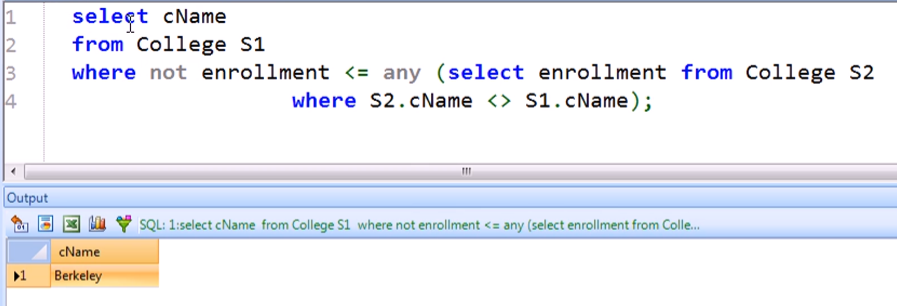 1 select cName
2 from College S1
3 where not enrollment <= any (select enrollment from College S2
4 where S2.cName <> S1.cName);
Output
SQL: 1:select cName  from College S1  where not enrollment <= any (select enrollment from Colle...
cName
1 Berkeley